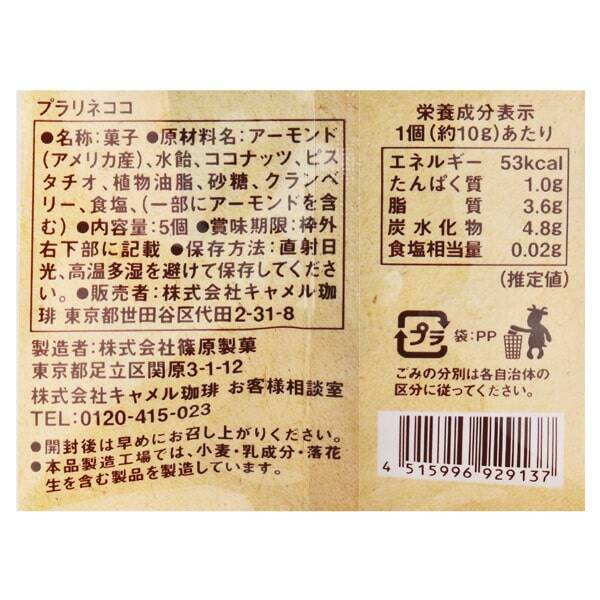 プラリネココ
●名称:菓子 ●原材料名:アーモンド
(アメリカ産)、水飴、ココナッツ、ピス
タチオ、植物油脂、砂糖、クランベ
リー、食塩、(一部にアーモンドを含
む) ●内容量:5個 ●賞味期限:枠外
右下部に記載 ●保存方法:直射日
光、高温多湿を避けて保存してくださ
い。●販売者:株式会社キャメル珈
琲 東京都世田谷区代田2-31-8
製造者:株式会社篠原製菓
東京都足立区関原3-1-12
株式会社キャメル珈琲 お客様相談室
TEL:0120-415-023
●開封後は早めにお召し上がりください。
●本品製造工場では、小麦・乳成分・落花
生を含む製品を製造しています。
栄養成分表示
1個(約10g)あたり
エネルギー 53kcal
たんぱく質 1.0g
脂質 3.6g
炭水化物 4.8g
食塩相当量 0.02g
(推定値)
プラ 袋:PP
ごみの分別は各自治体の
区分に従ってください。
4 515996 929137